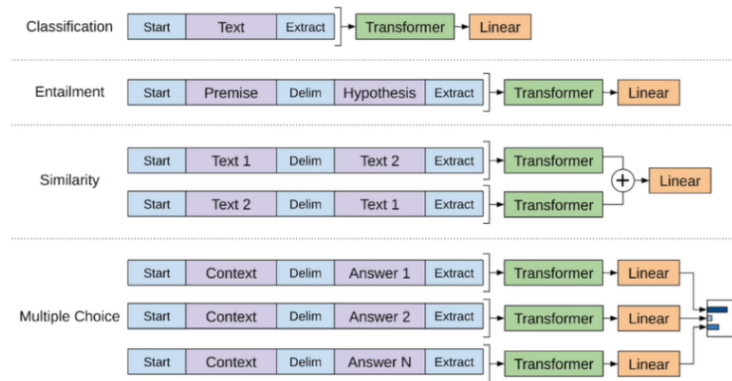 Classification Start Text Extract Transformer Linear
Entailment Start Premise Delim Hypothesis Extract Transformer Linear
Start Text 1 Delim Text 2 Extract Transformer
Similarity + Linear
Start Text 2 Delim Text 1 Extract Transformer
Start Context Delim Answer 1 Extract Transformer Linear
Multiple Choice Start Context Delim Answer 2 Extract Transformer Linear
Start Context Delim Answer N Extract Transformer Linear